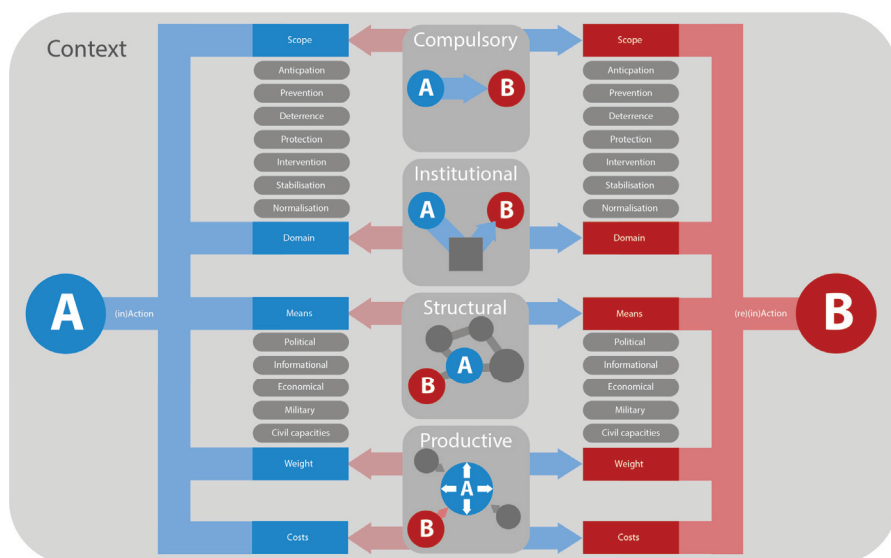 Context
Scope
Compulsory
Scope
Anticpation
Prevention
Deterrence
Protection
Intervention
Stabilisation
Normalisation
A
B
Anticpation
Prevention
Deterrence
Protection
Intervention
Stabilisation
Normalisation
Institutional
A
B
Domain
Domain
A
(in)Action
Means
Structural
Means
(re)(in)Action
B
Political
Informational
Economical
Military
Civil capacities
A
B
Political
Informational
Economical
Military
Civil capacities
Productive
Weight
A
B
Weight
Costs
Costs